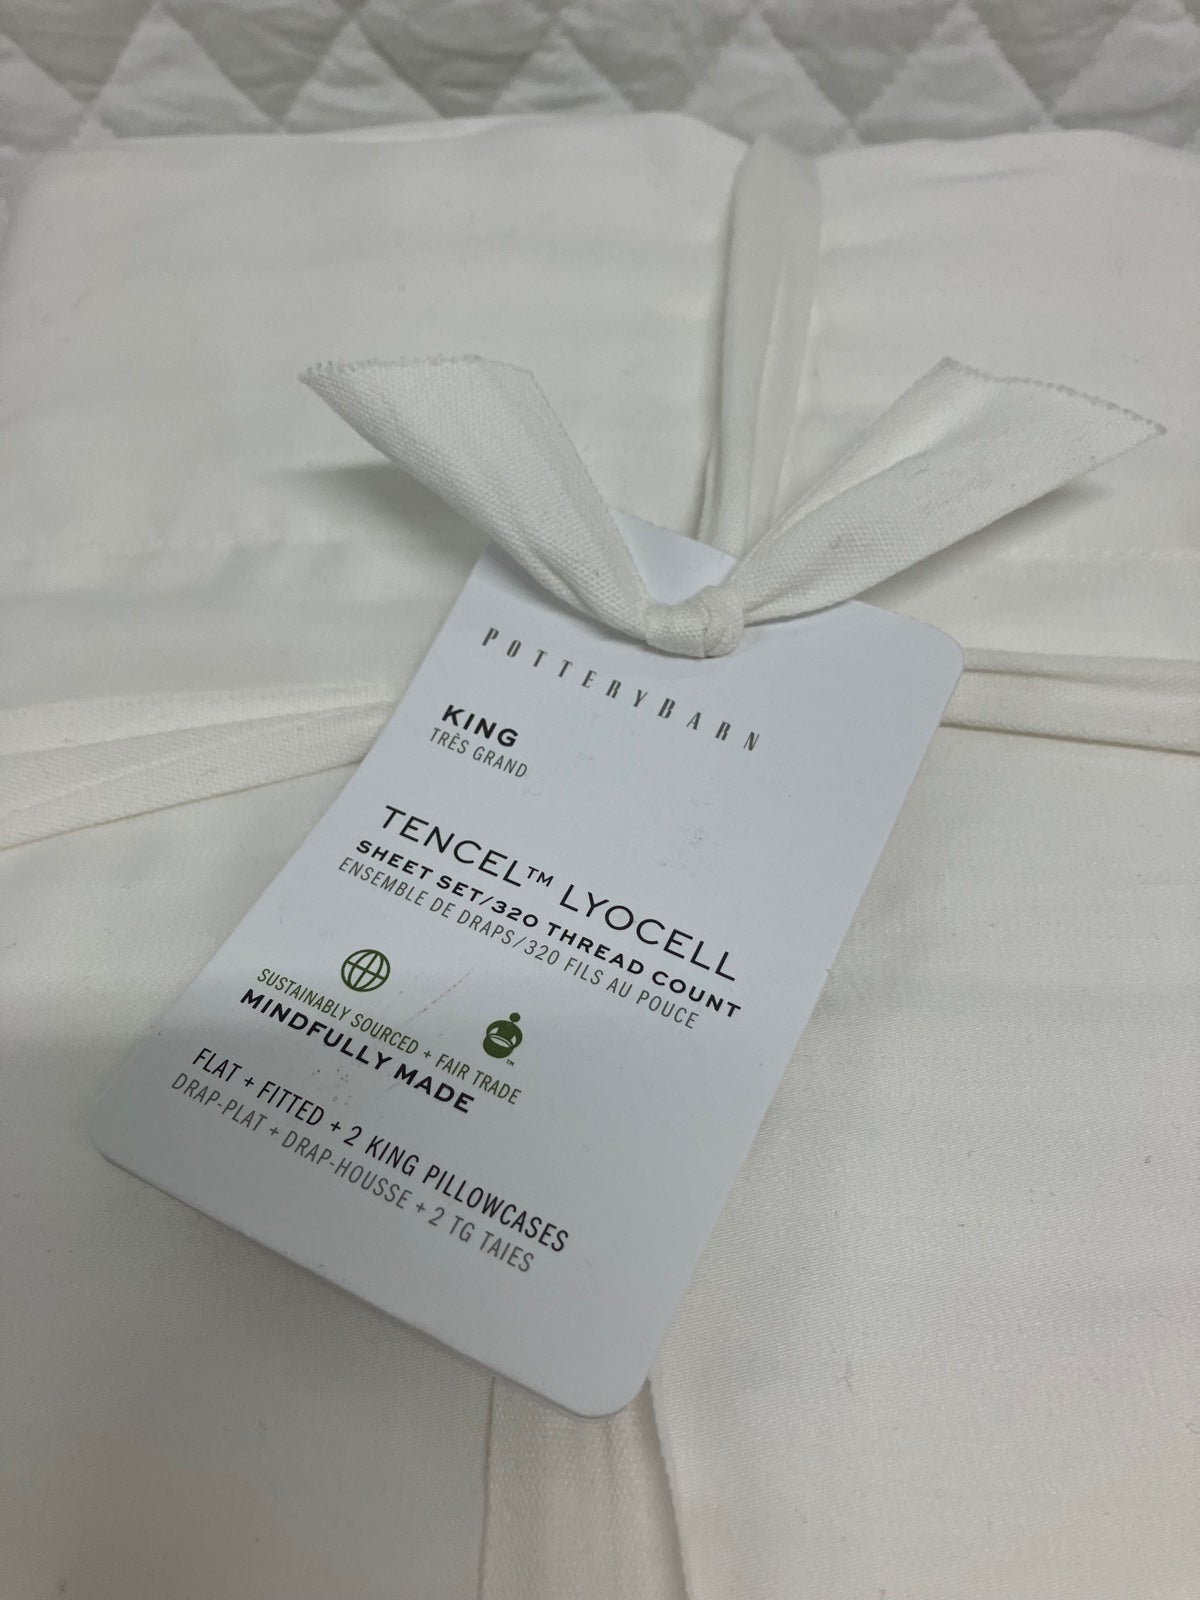 POTTERYBARN
KING
TRÈS GRAND
TENCEL™ LYOCELL
SHEET SET/320 THREAD COUNT
ENSEMBLE DE DRAPS/320 FILS AU POUCE
SUSTAINABLY SOURCED + FAIR TRADE
™
MINDFULLY MADE
FLAT + FITTED + 2 KING PILLOWCASES
DRAP-PLAT + DRAP-HOUSSE + 2 TG TAIES